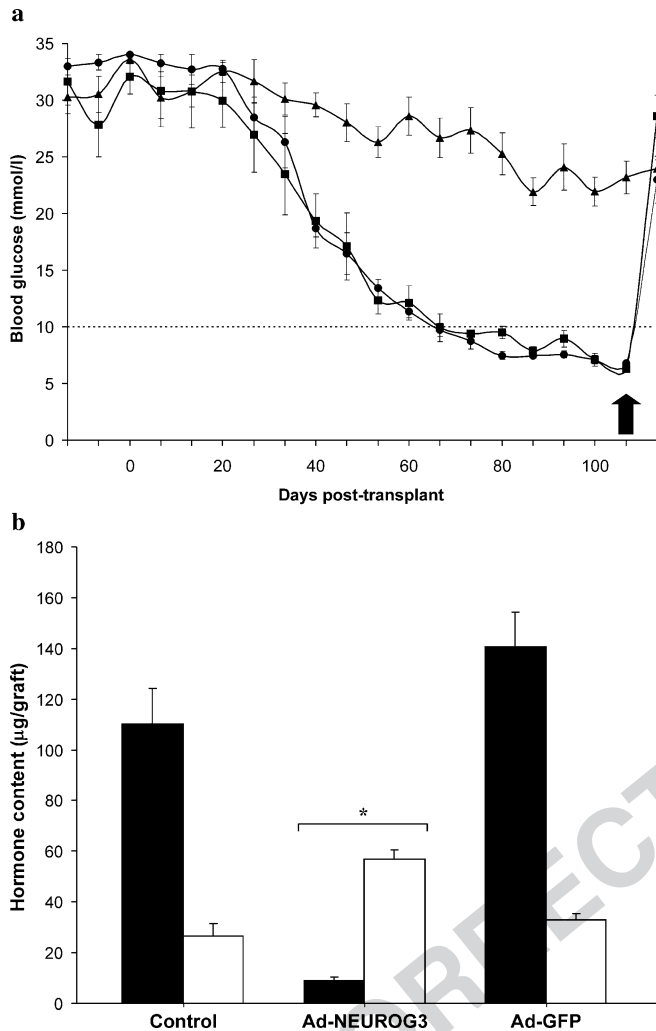 a
35
30
25
20
15
10
5
0
Blood glucose (mmol/l)
0 20 40 60 80 100
Days post-transplant
b
180
160
140
120
100
80
60
40
20
0
Hormone content (µg/graft)
*
Control Ad-NEUROG3 Ad-GFP
ORRECT